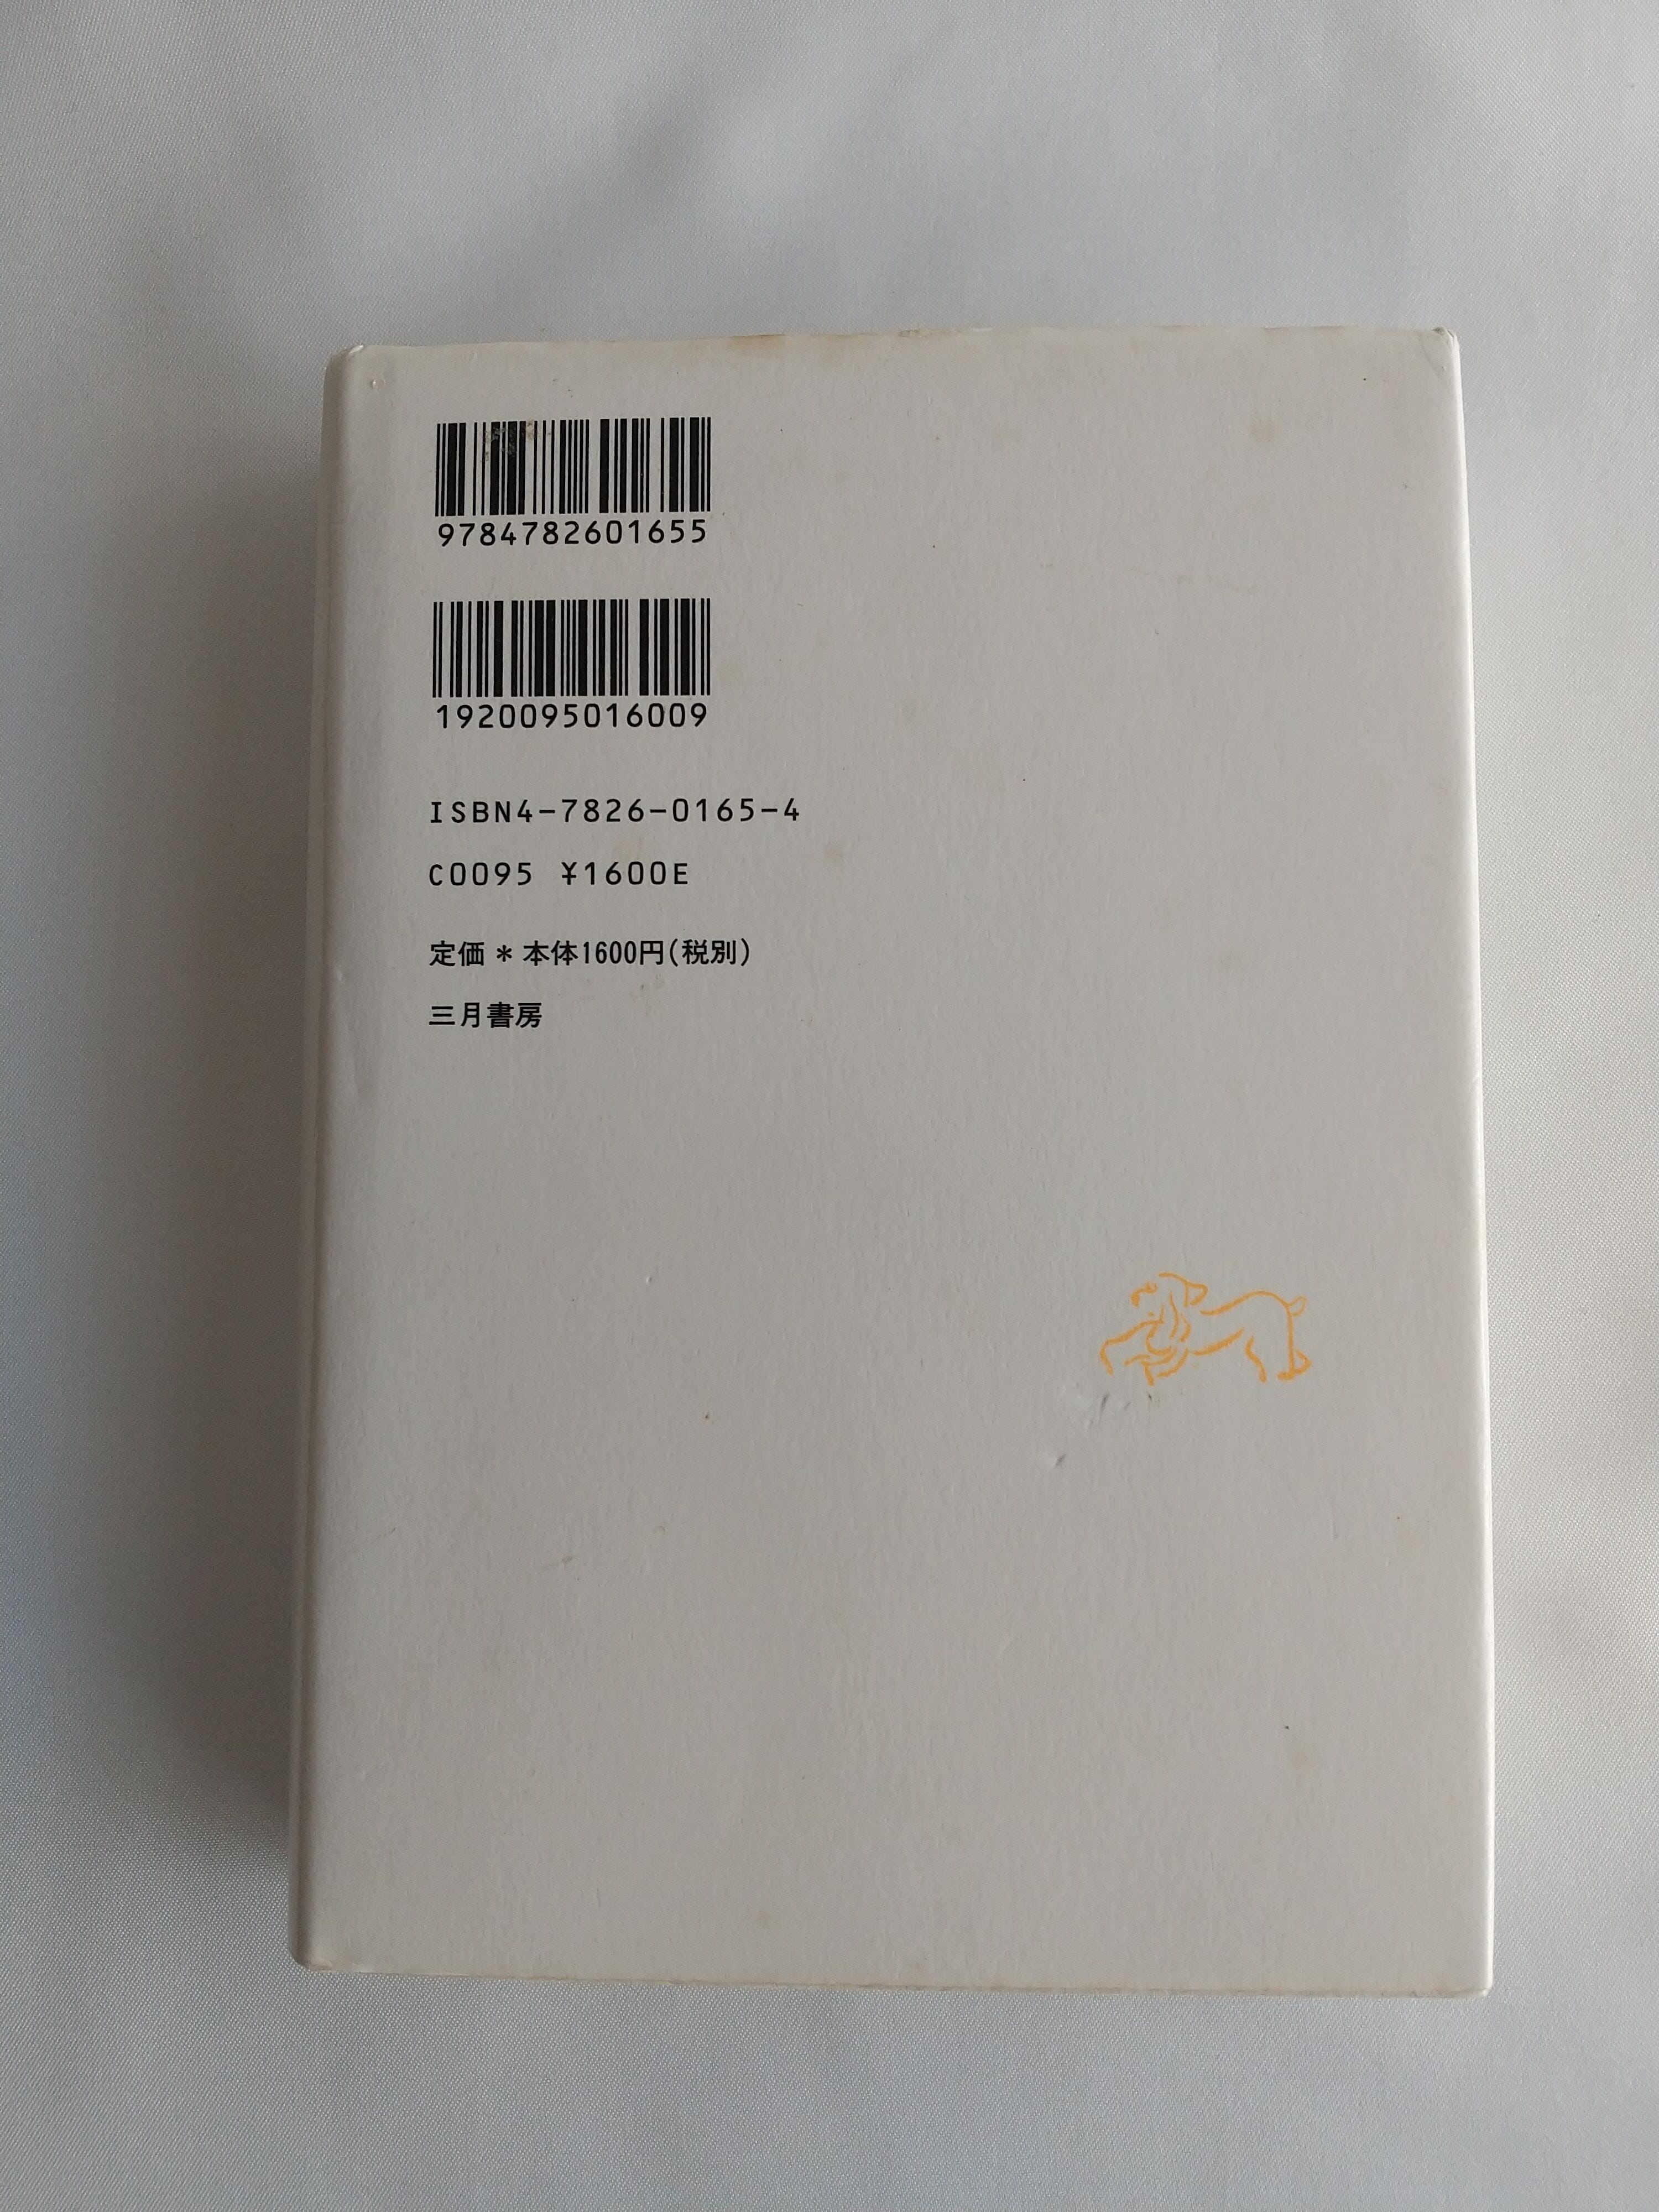 9784782601655
1920095016009
ISBN4-7826-0165-4
C0095 ¥1600E
定価 * 本体1600円(税別)
三月書房